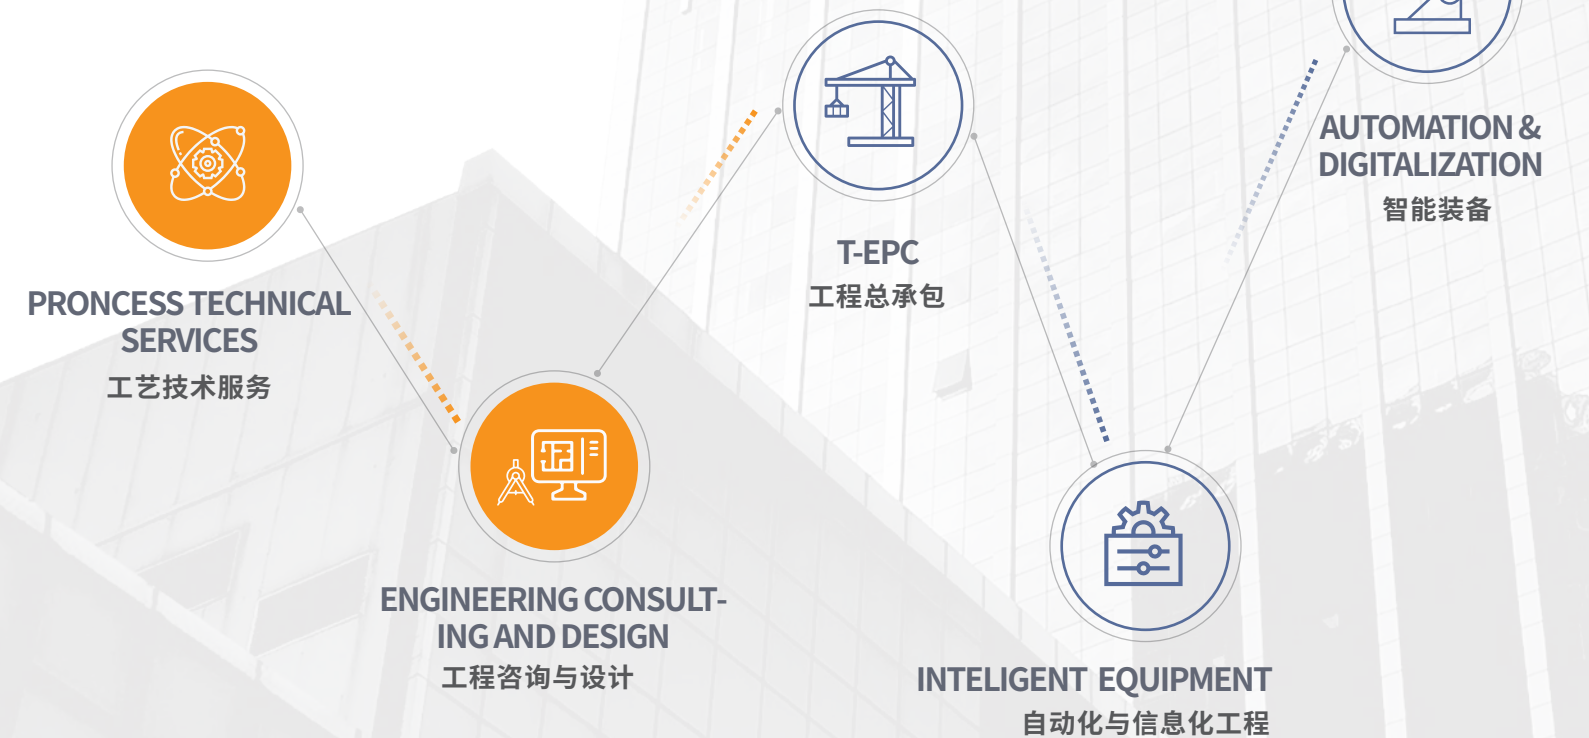 PRONCESS TECHNICAL
SERVICES
工艺技术服务
ENGINEERING CONSULT-
ING AND DESIGN
工程咨询与设计
T-EPC
工程总承包
INTELIGENT EQUIPMENT
自动化与信息化工程
AUTOMATION &
DIGITALIZATION
智能装备